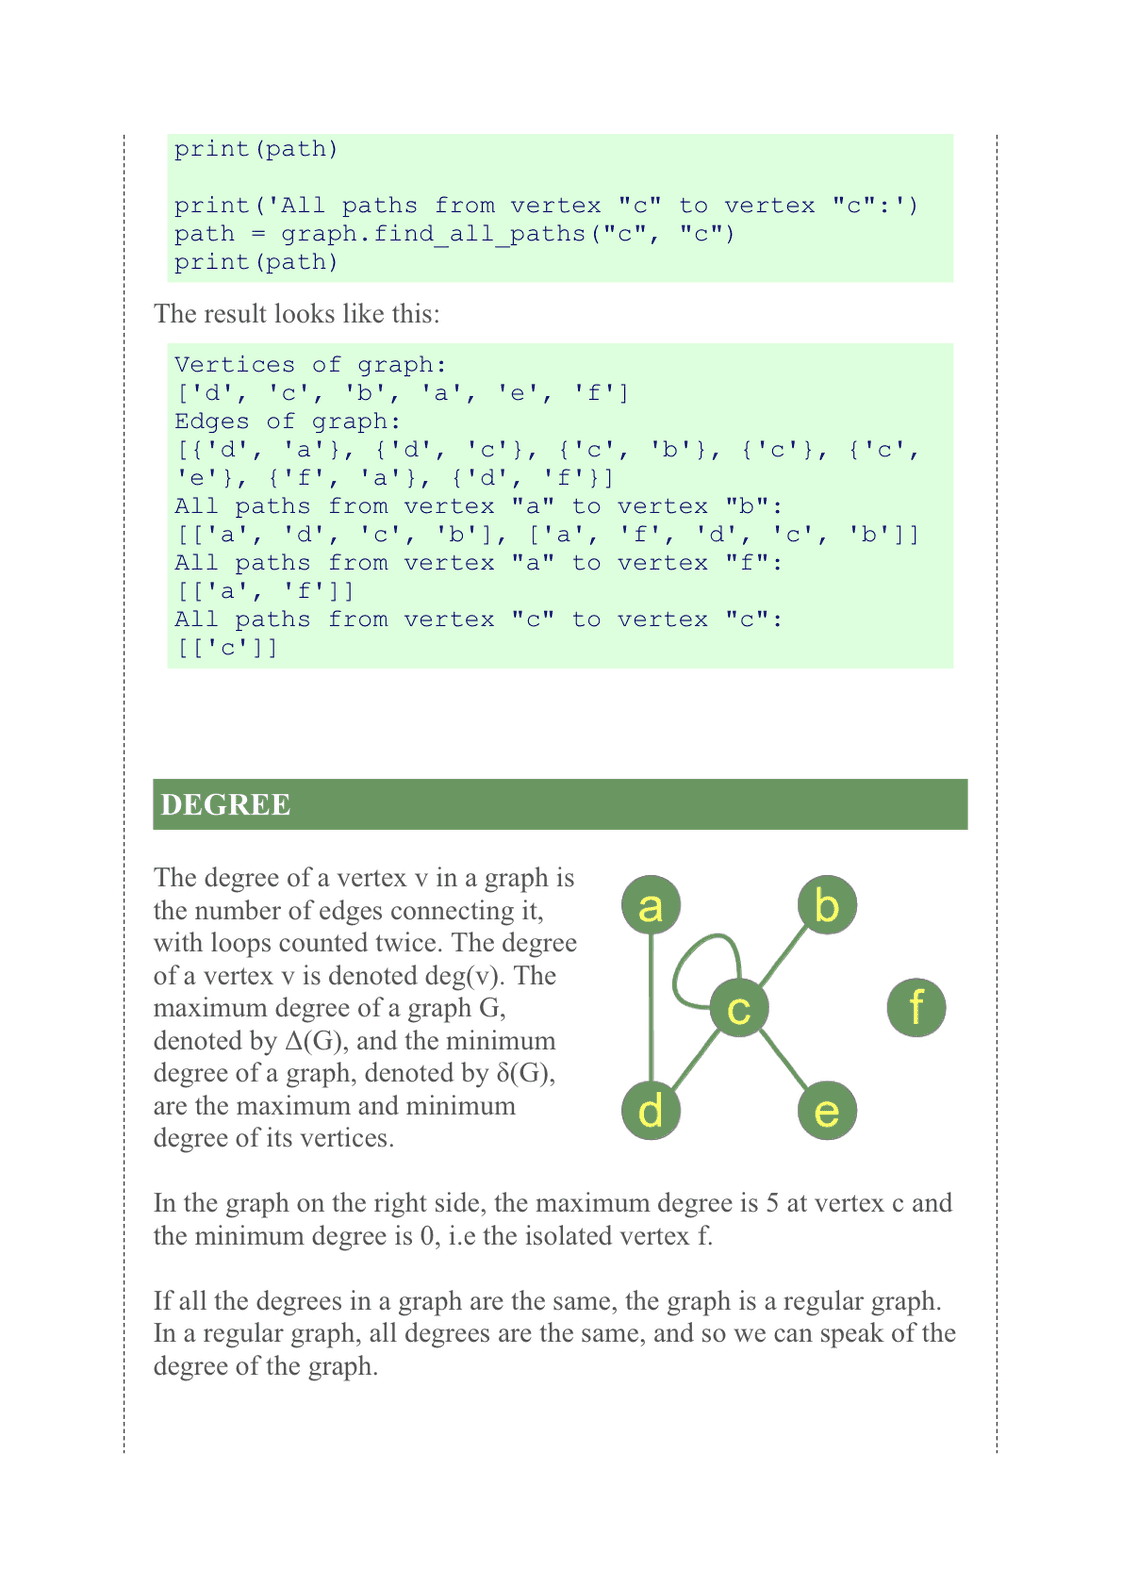 print(path)
print('All paths from vertex "c" to vertex "c":')
path = graph.find_all_paths("c", "c")
print(path)
The result looks like this:
Vertices of graph:
['d', 'c', 'b', 'a', 'e', 'f']
Edges of graph:
[{'d', 'a'}, {'d', 'c'}, {'c', 'b'}, {'c'}, {'c',
'e'}, {'f', 'a'}, {'d', 'f'}]
All paths from vertex "a" to vertex "b":
[['a', 'd', 'c', 'b'], ['a', 'f', 'd', 'c', 'b']]
All paths from vertex "a" to vertex "f":
[['a', 'f']]
All paths from vertex "c" to vertex "c":
[['c']]
DEGREE
The degree of a vertex v in a graph is
the number of edges connecting it,
with loops counted twice. The degree
of a vertex v is denoted deg(v). The
maximum degree of a graph G,
denoted by Δ(G), and the minimum
degree of a graph, denoted by δ(G),
are the maximum and minimum
degree of its vertices.
a
b
c
f
d
e
In the graph on the right side, the maximum degree is 5 at vertex c and
the minimum degree is 0, i.e the isolated vertex f.
If all the degrees in a graph are the same, the graph is a regular graph.
In a regular graph, all degrees are the same, and so we can speak of the
degree of the graph.